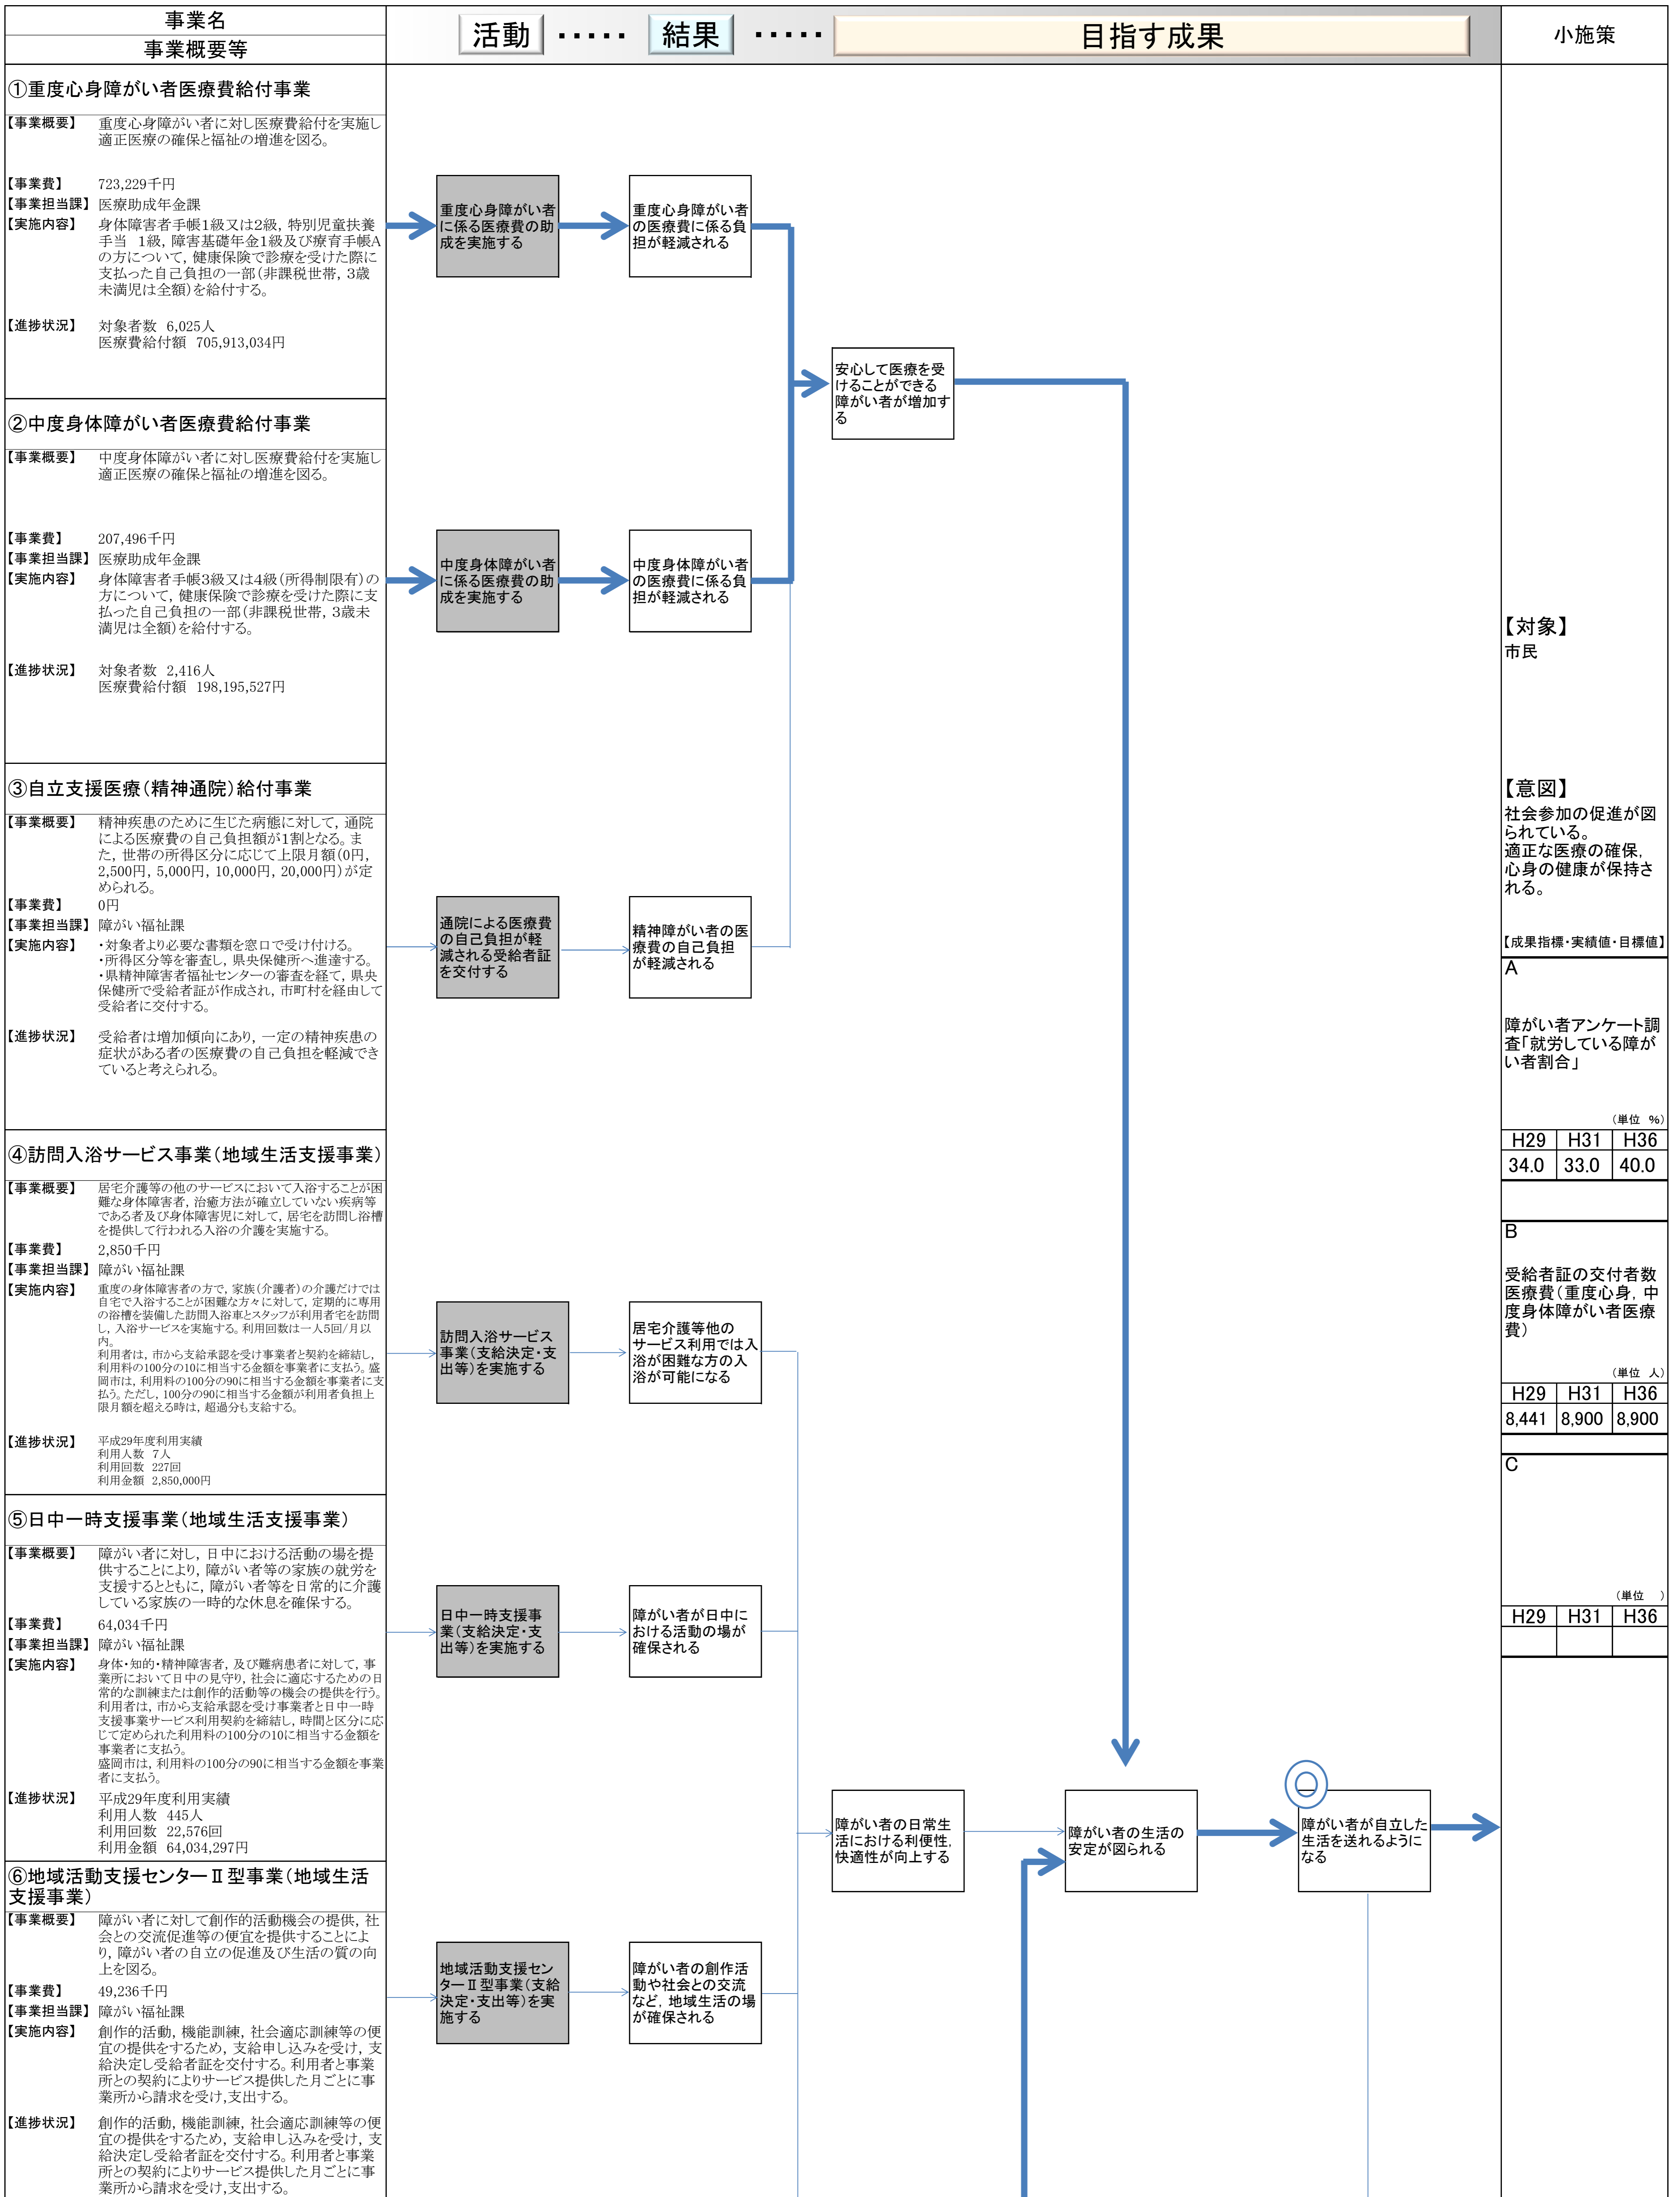 事業名
事業概要等
活動 ・・・・・ 結果 ・・・・・ 目指す成果
小施策
①重度心身障がい者医療費給付事業
【事業概要】 重度心身障がい者に対し医療費給付を実施し
適正医療の確保と福祉の増進を図る。
【事業費】 723,229千円
【事業担当課】 医療助成年金課
【実施内容】 身体障害者手帳1級又は2級，特別児童扶養
手当　1級，障害基礎年金1級及び療育手帳A
の方について，健康保険で診療を受けた際に
支払った自己負担の一部（非課税世帯，3歳
未満児は全額）を給付する。
【進捗状況】 対象者数 6,025人
医療費給付額 705,913,034円
重度心身障がい者
に係る医療費の助
成を実施する
重度心身障がい者
の医療費に係る負
担が軽減される
安心して医療を受
けることができる
障がい者が増加す
る
②中度身体障がい者医療費給付事業
【事業概要】 中度身体障がい者に対し医療費給付を実施し
適正医療の確保と福祉の増進を図る。
【事業費】 207,496千円
【事業担当課】 医療助成年金課
【実施内容】 身体障害者手帳3級又は4級（所得制限有）の
方について，健康保険で診療を受けた際に支
払った自己負担の一部（非課税世帯，3歳未
満児は全額）を給付する。
【進捗状況】 対象者数 2,416人
医療費給付額 198,195,527円
中度身体障がい者
に係る医療費の助
成を実施する
中度身体障がい者
の医療費に係る負
担が軽減される
③自立支援医療（精神通院）給付事業
【事業概要】 精神疾患のために生じた病態に対して，通院
による医療費の自己負担額が1割となる。ま
た，世帯の所得区分に応じて上限月額（0円，
2,500円，5,000円，10,000円，20,000円）が定
められる。
【事業費】 0円
【事業担当課】 障がい福祉課
【実施内容】 ・対象者より必要な書類を窓口で受け付ける。
・所得区分等を審査し，県央保健所へ進達する。
・県精神障害者福祉センターの審査を経て，県央
保健所で受給者証が作成され，市町村を経由して
受給者に交付する。
【進捗状況】 受給者は増加傾向にあり，一定の精神疾患の
症状がある者の医療費の自己負担を軽減でき
ていると考えられる。
通院による医療費
の自己負担が軽
減される受給者証
を交付する
精神障がい者の医
療費の自己負担
が軽減される
④訪問入浴サービス事業（地域生活支援事業）
【事業概要】 居宅介護等の他のサービスにおいて入浴することが困
難な身体障害者，治癒方法が確立していない疾病等
である者及び身体障害児に対して，居宅を訪問し浴槽
を提供して行われる入浴の介護を実施する。
【事業費】 2,850千円
【事業担当課】 障がい福祉課
【実施内容】 重度の身体障害者の方で，家族（介護者）の介護だけでは
自宅で入浴することが困難な方々に対して，定期的に専用
の浴槽を装備した訪問入浴車とスタッフが利用者宅を訪問
し，入浴サービスを実施する。利用回数は一人5回/月以
内。
利用者は，市から支給承認を受け事業者と契約を締結し，
利用料の100分の10に相当する金額を事業者に支払う。盛
岡市は，利用料の100分の90に相当する金額を事業者に支
払う。ただし，100分の90に相当する金額が利用者負担上
限月額を超える時は，超過分も支給する。
【進捗状況】 平成29年度利用実績
利用人数 7人
利用回数 227回
利用金額 2,850,000円
訪問入浴サービス
事業（支給決定・支
出等）を実施する
居宅介護等他の
サービス利用では入
浴が困難な方の入
浴が可能になる
⑤日中一時支援事業（地域生活支援事業）
【事業概要】 障がい者に対し，日中における活動の場を提
供することにより，障がい者等の家族の就労を
支援するとともに，障がい者等を日常的に介護
している家族の一時的な休息を確保する。
【事業費】 64,034千円
【事業担当課】 障がい福祉課
【実施内容】 身体・知的・精神障害者，及び難病患者に対して，事
業所において日中の見守り，社会に適応するための日
常的な訓練または創作的活動等の機会の提供を行う。
利用者は，市から支給承認を受け事業者と日中一時
支援事業サービス利用契約を締結し，時間と区分に応
じて定められた利用料の100分の10に相当する金額を
事業者に支払う。
盛岡市は，利用料の100分の90に相当する金額を事業
者に支払う。
【進捗状況】 平成29年度利用実績
利用人数 445人
利用回数 22,576回
利用金額 64,034,297円
日中一時支援事
業（支給決定・支
出等）を実施する
障がい者が日中に
おける活動の場が
確保される
障がい者の日常生
活における利便性，
快適性が向上する
障がい者の生活の
安定が図られる
障がい者が自立した
生活を送れるように
なる
⑥地域活動支援センターⅡ型事業（地域生活
支援事業）
【事業概要】 障がい者に対して創作的活動機会の提供，社
会との交流促進等の便宜を提供することによ
り，障がい者の自立の促進及び生活の質の向
上を図る。
【事業費】 49,236千円
【事業担当課】 障がい福祉課
【実施内容】 創作的活動，機能訓練，社会適応訓練等の便
宜の提供をするため，支給申し込みを受け，支
給決定し受給者証を交付する。利用者と事業
所との契約によりサービス提供した月ごとに事
業所から請求を受け,支出する。
【進捗状況】 創作的活動，機能訓練，社会適応訓練等の便
宜の提供をするため，支給申し込みを受け，支
給決定し受給者証を交付する。利用者と事業
所との契約によりサービス提供した月ごとに事
業所から請求を受け,支出する。
地域活動支援セン
ターⅡ型事業（支給
決定・支出等）を実
施する
障がい者の創作活
動や社会との交流
など，地域生活の場
が確保される
【対象】
市民
【意図】
社会参加の促進が図
られている。
適正な医療の確保，
心身の健康が保持さ
れる。
【成果指標・実績値・目標値】
A
障がい者アンケート調
査「就労している障が
い者割合」
（単位 %）
H29 H31 H36
34.0 33.0 40.0
B
受給者証の交付者数
医療費（重度心身，中
度身体障がい者医療
費）
（単位 人）
H29 H31 H36
8,441 8,900 8,900
C
（単位　）
H29 H31 H36